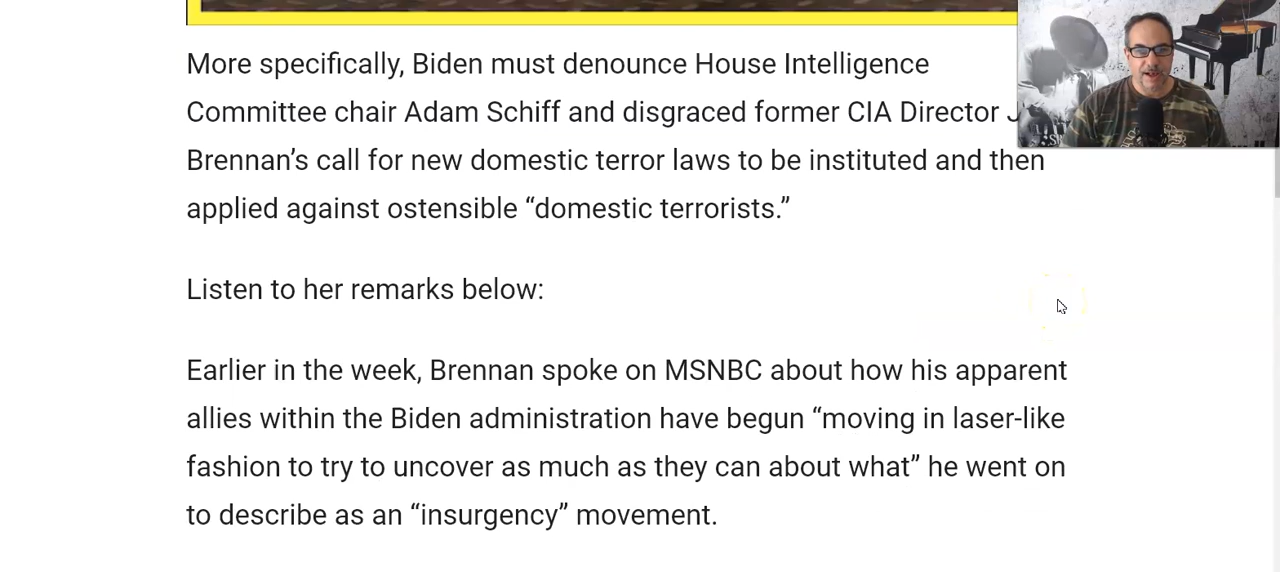 More specifically, Biden must denounce House Intelligence
Committee chair Adam Schiff and disgraced former CIA Director
Brennan’s call for new domestic terror laws to be instituted and then
applied against ostensible “domestic terrorists.”
Listen to her remarks below:
Earlier in the week, Brennan spoke on MSNBC about how his apparent
allies within the Biden administration have begun “moving in laser-like
fashion to try to uncover as much as they can about what” he went on
to describe as an “insurgency” movement.